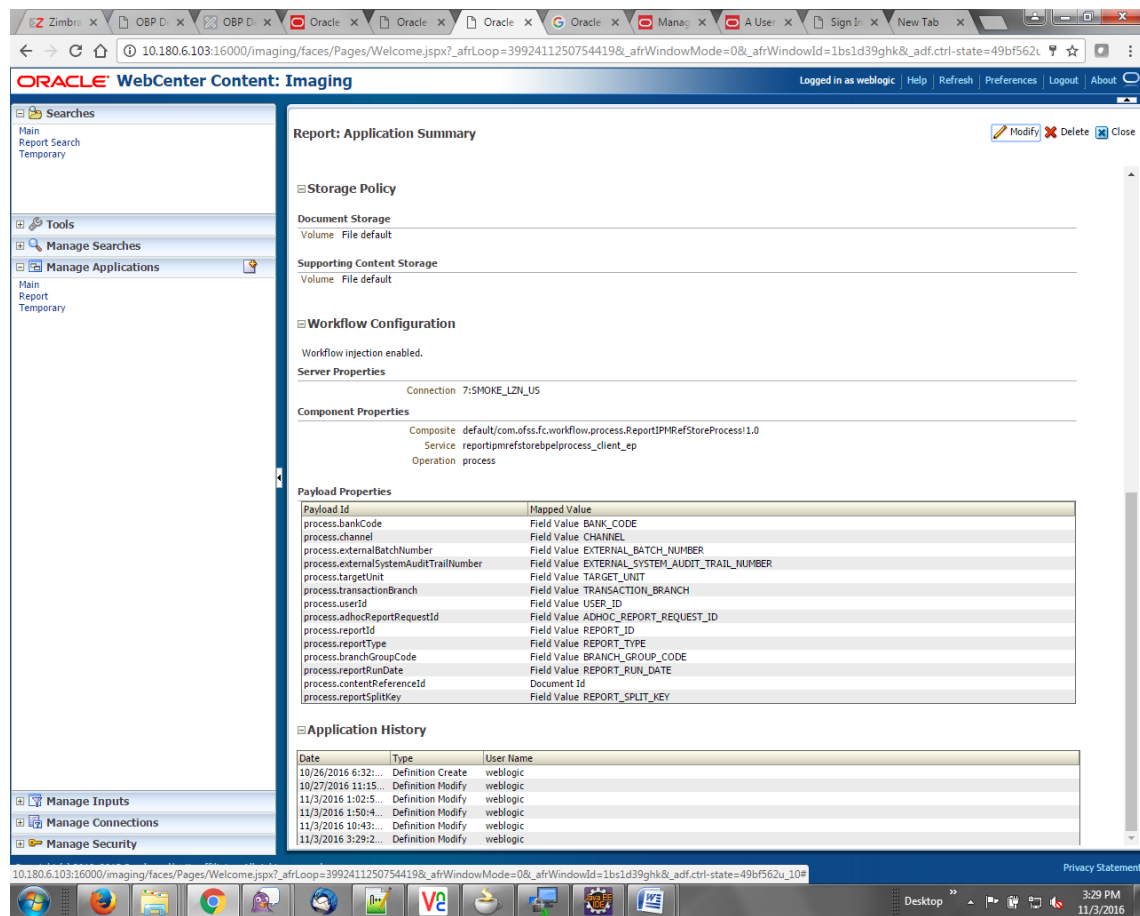 Zimbra
OBP D
OBP D
Oracle
Oracle
Oracle
Oracle
Manag
A User
Sign In
New Tab
10.180.6.103:16000/imaging/faces/Pages/Welcome.jspx?_afrLoop=3992411250754419&_afrWindowMode=0&_afrWindowId=1bs1d39ghk&_adf.ctrl-state=49bf562u
ORACLE WebCenter Content: Imaging
Logged in as weblogic Help Refresh Preferences Logout About
Searches
Main
Report Search
Temporary
Tools
Manage Searches
Manage Applications
Main
Report
Temporary
Manage Inputs
Manage Connections
Manage Security
Report: Application Summary
Modify Delete Close
Storage Policy
Document Storage
Volume File default
Supporting Content Storage
Volume File default
Workflow Configuration
Workflow injection enabled.
Server Properties
Connection 7:SMOKE_LZN_US
Component Properties
Composite default/com.ofss.fc.workflow.process.ReportIPMRefStoreProcess!1.0
Service reportipmrefstorebpelprocess_client_ep
Operation process
Payload Properties
Payload Id Mapped Value
process.bankCode Field Value BANK_CODE
process.channel Field Value CHANNEL
process.externalBatchNumber Field Value EXTERNAL_BATCH_NUMBER
process.externalSystemAuditTrailNumber Field Value EXTERNAL_SYSTEM_AUDIT_TRAIL_NUMBER
process.targetUnit Field Value TARGET_UNIT
process.transactionBranch Field Value TRANSACTION_BRANCH
process.userId Field Value USER_ID
process.adhocReportRequestId Field Value ADHOC_REPORT_REQUEST_ID
process.reportId Field Value REPORT_ID
process.reportType Field Value REPORT_TYPE
process.branchGroupCode Field Value BRANCH_GROUP_CODE
process.reportRunDate Field Value REPORT_RUN_DATE
process.contentReferenceId Document Id
process.reportSplitKey Field Value REPORT_SPLIT_KEY
Application History
Date Type User Name
10/26/2016 6:32:... Definition Create weblogic
10/27/2016 11:15... Definition Modify weblogic
11/3/2016 1:02:5... Definition Modify weblogic
11/3/2016 1:50:4... Definition Modify weblogic
11/3/2016 10:43:... Definition Modify weblogic
11/3/2016 3:29:2... Definition Modify weblogic
10.180.6.103:16000/imaging/faces/Pages/Welcome.jspx?_afrLoop=3992411250754419&_afrWindowMode=0&_afrWindowId=1bs1d39ghk&_adf.ctrl-state=49bf562u_10#
Privacy Statement
Desktop
3:29 PM
11/3/2016